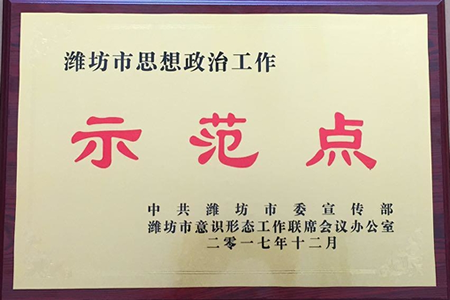 潍坊市思想政治工作
示范点
中共潍坊市委宣传部
潍坊市意识形态工作联席会议办公室
二零一七年十二月